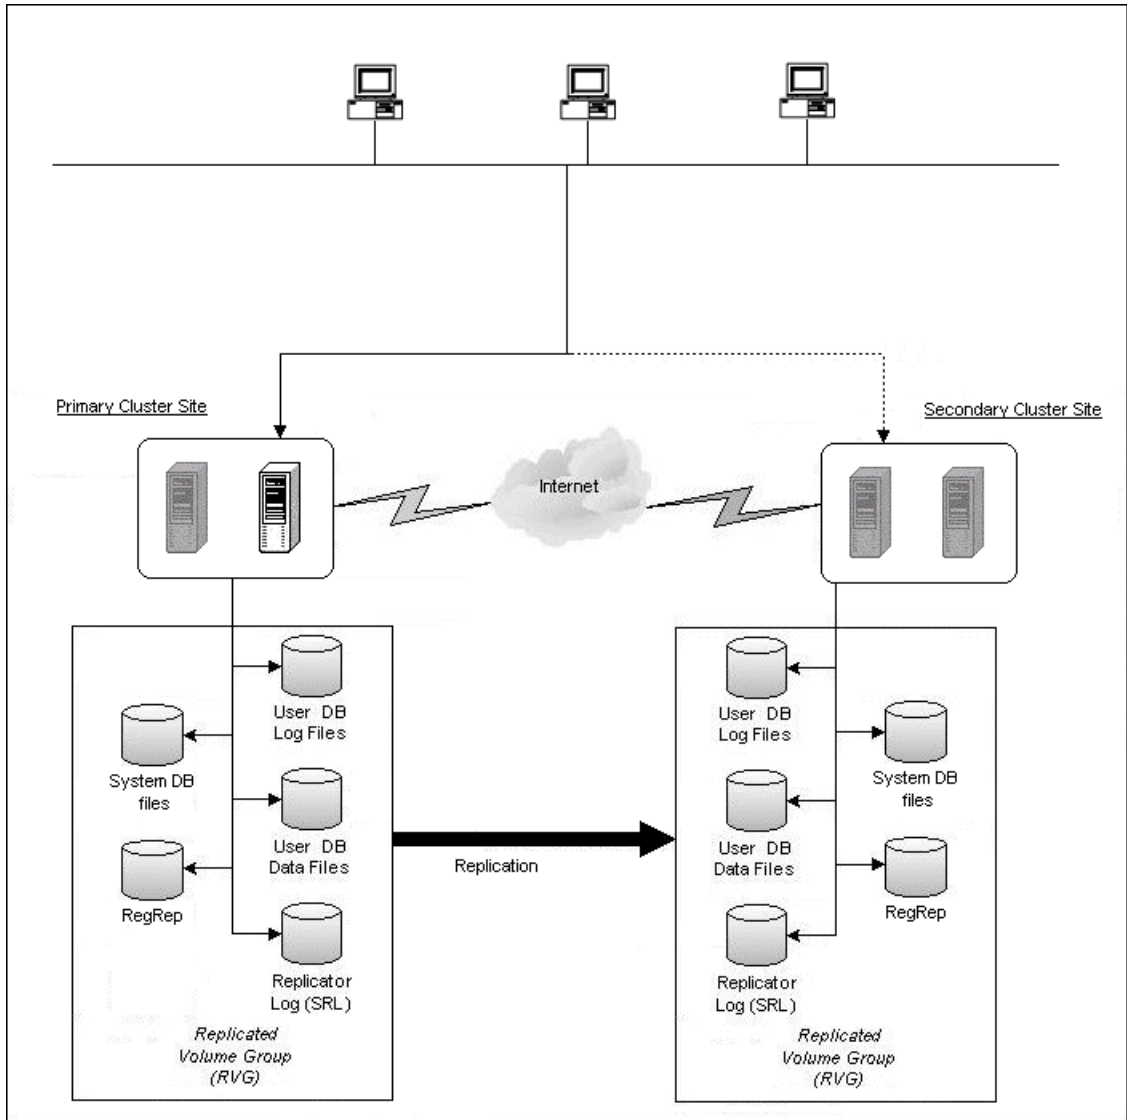 Primary Cluster Site
Secondary Cluster Site
Internet
User DB
Log Files
System DB
files
User DB
Data Files
RegRep
Replicator
Log (SRL)
Replicated
Volume Group
(RVG)
Replication
User DB
Log Files
System DB
files
User DB
Data Files
RegRep
Replicator
Log (SRL)
Replicated
Volume Group
(RVG)